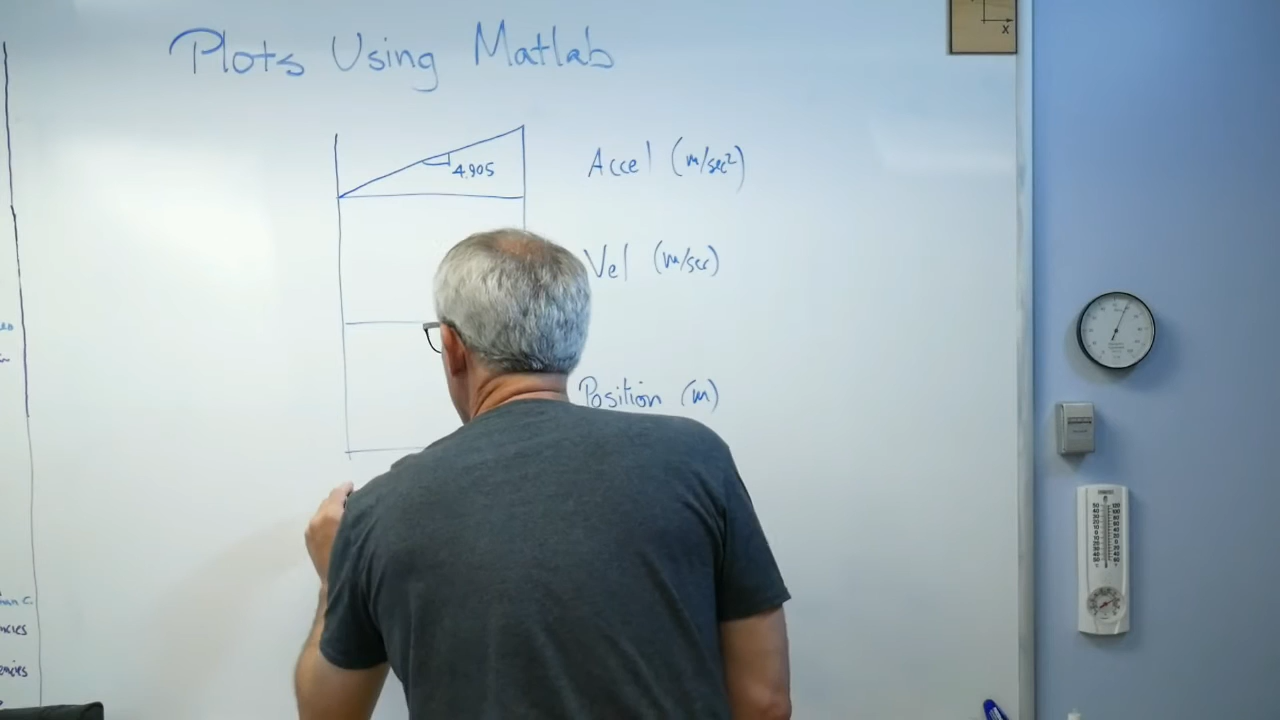 Plots Using Matlab
4.905
Accel (m/sec²)
Vel (m/sec)
Position (m)
X